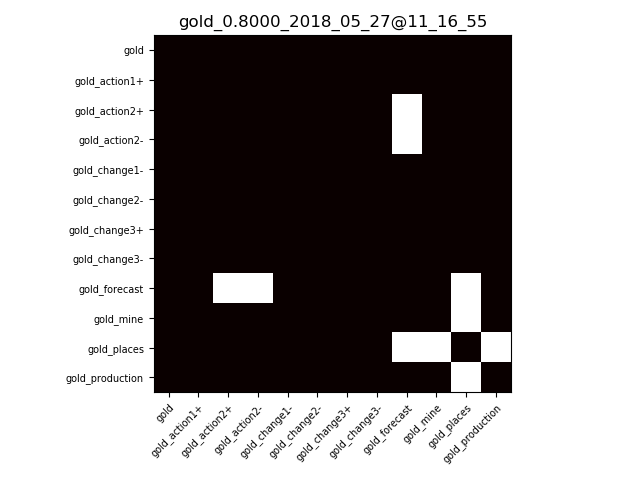 gold_0.8000_2018_05_27@11_16_55
gold
gold_action1+
gold_action2+
gold_action2-
gold_change1-
gold_change2-
gold_change3+
gold_change3-
gold_forecast
gold_mine
gold_places
gold_production
gold
gold_action1+
gold_action2+
gold_action2-
gold_change1-
gold_change2-
gold_change3+
gold_change3-
gold_forecast
gold_mine
gold_places
gold_production